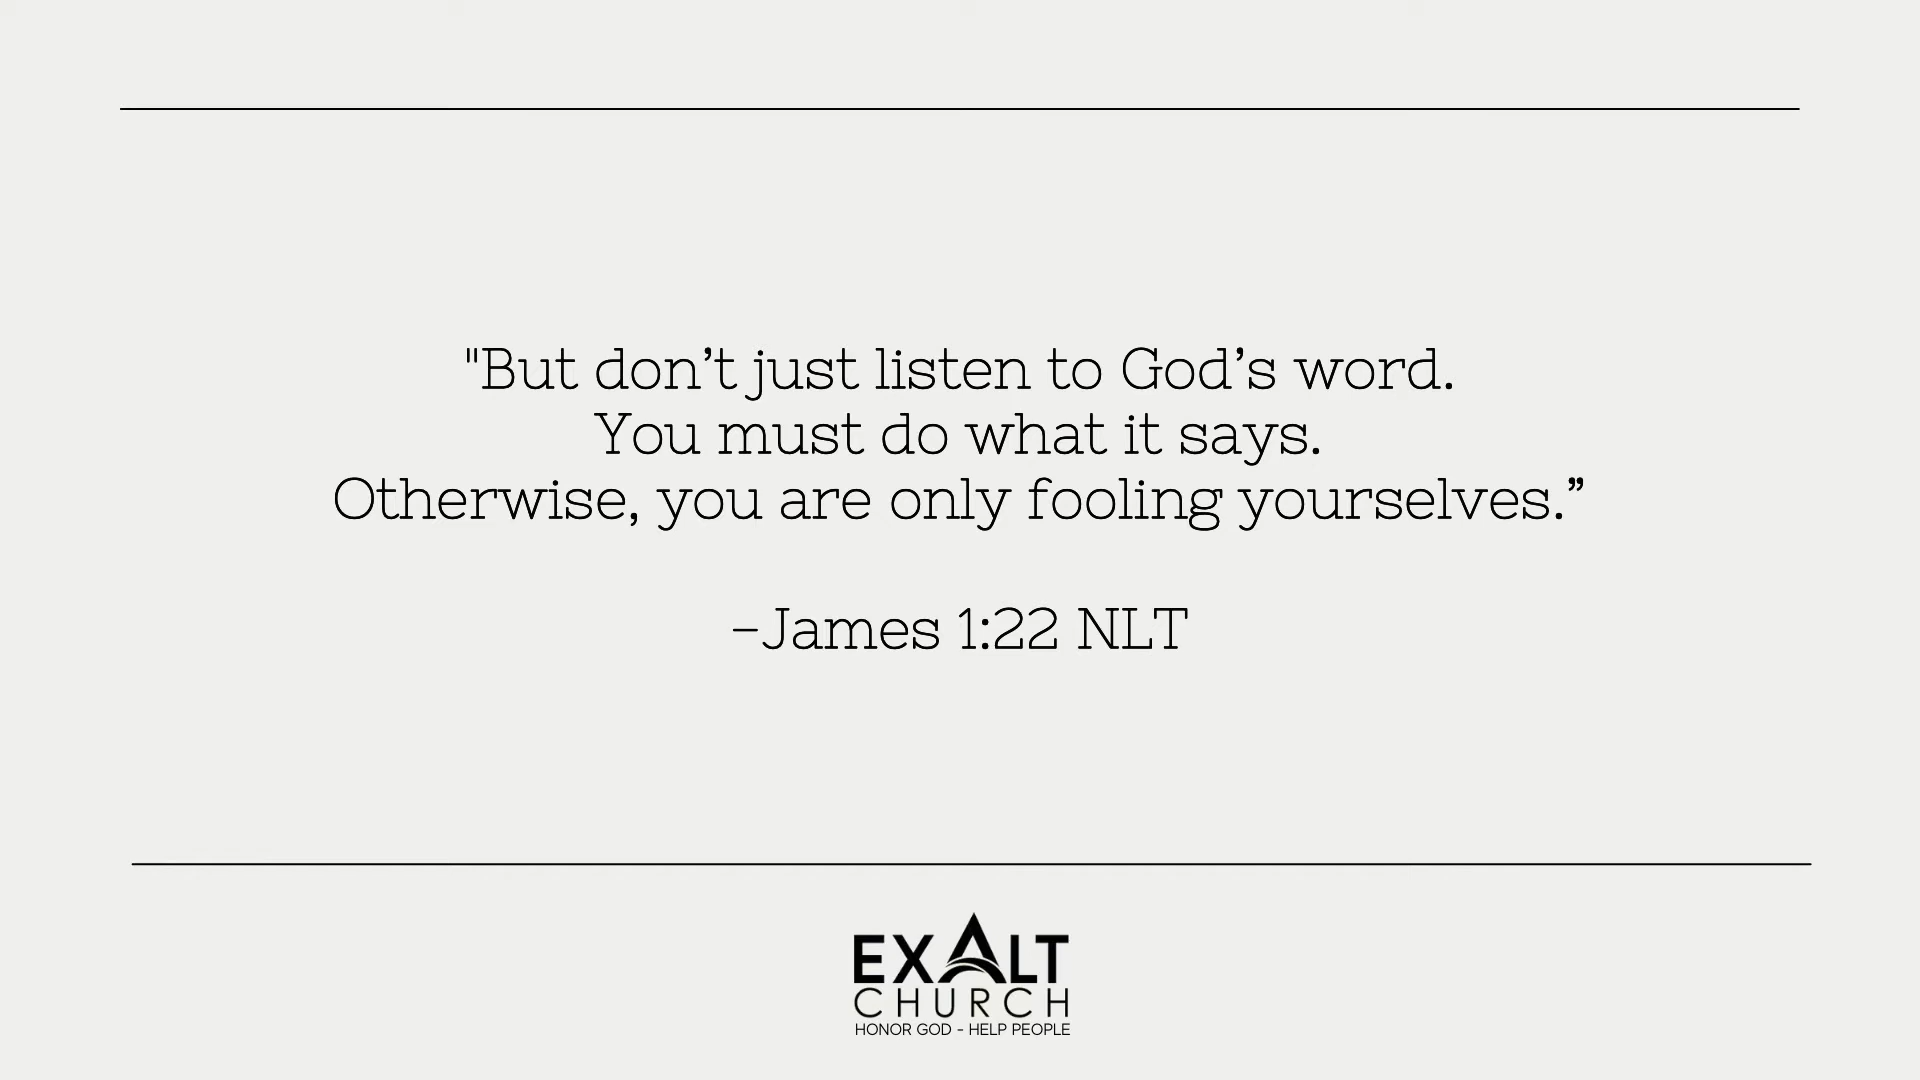 "But don’t just listen to God’s word.
You must do what it says.
Otherwise, you are only fooling yourselves.”
–James 1:22 NLT
EXALT
CHURCH
HONOR GOD - HELP PEOPLE